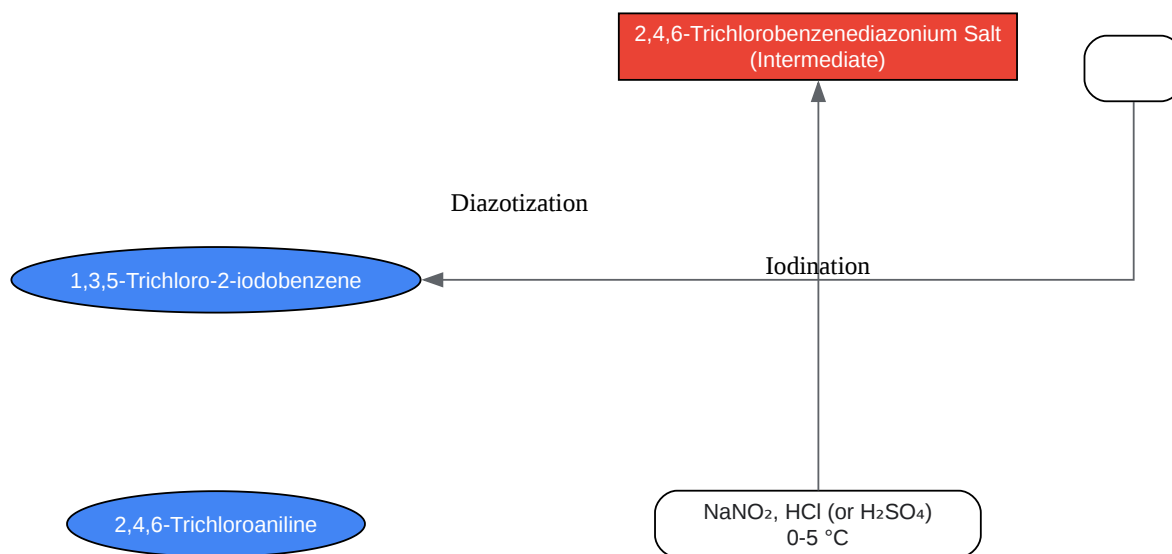 2,4,6-Trichlorobenzenediazonium Salt
(Intermediate)
Diazotization
Iodination
1,3,5-Trichloro-2-iodobenzene
2,4,6-Trichloroaniline
NaNO₂, HCl (or H₂SO₄)
0-5 °C